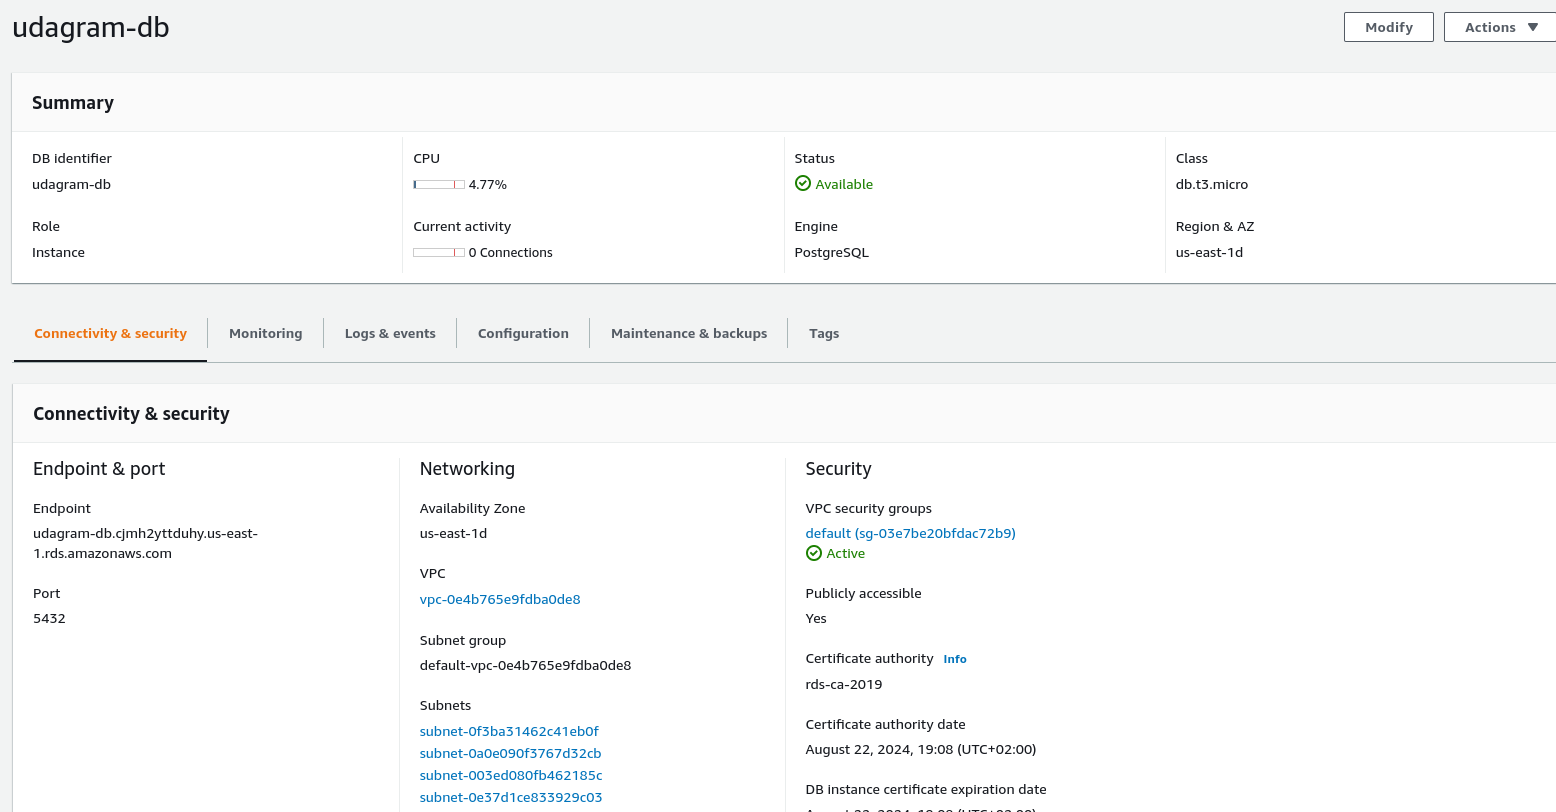 udagram-db
Modify
Actions
Summary
DB identifier
udagram-db
Role
Instance
CPU
4.77%
Current activity
0 Connections
Status
Available
Engine
PostgreSQL
Class
db.t3.micro
Region & AZ
us-east-1d
Connectivity & security
Monitoring
Logs & events
Configuration
Maintenance & backups
Tags
Connectivity & security
Endpoint & port
Endpoint
udagram-db.cjmh2yttduhy.us-east-
1.rds.amazonaws.com
Port
5432
Networking
Availability Zone
us-east-1d
VPC
vpc-0e4b765e9fdba0de8
Subnet group
default-vpc-0e4b765e9fdba0de8
Subnets
subnet-0f3ba31462c41eb0f
subnet-0a0e090f3767d32cb
subnet-003ed080fb462185c
subnet-0e37d1ce833929c03
Security
VPC security groups
default (sg-03e7be20bfdac72b9)
Active
Publicly accessible
Yes
Certificate authority Info
rds-ca-2019
Certificate authority date
August 22, 2024, 19:08 (UTC+02:00)
DB instance certificate expiration date